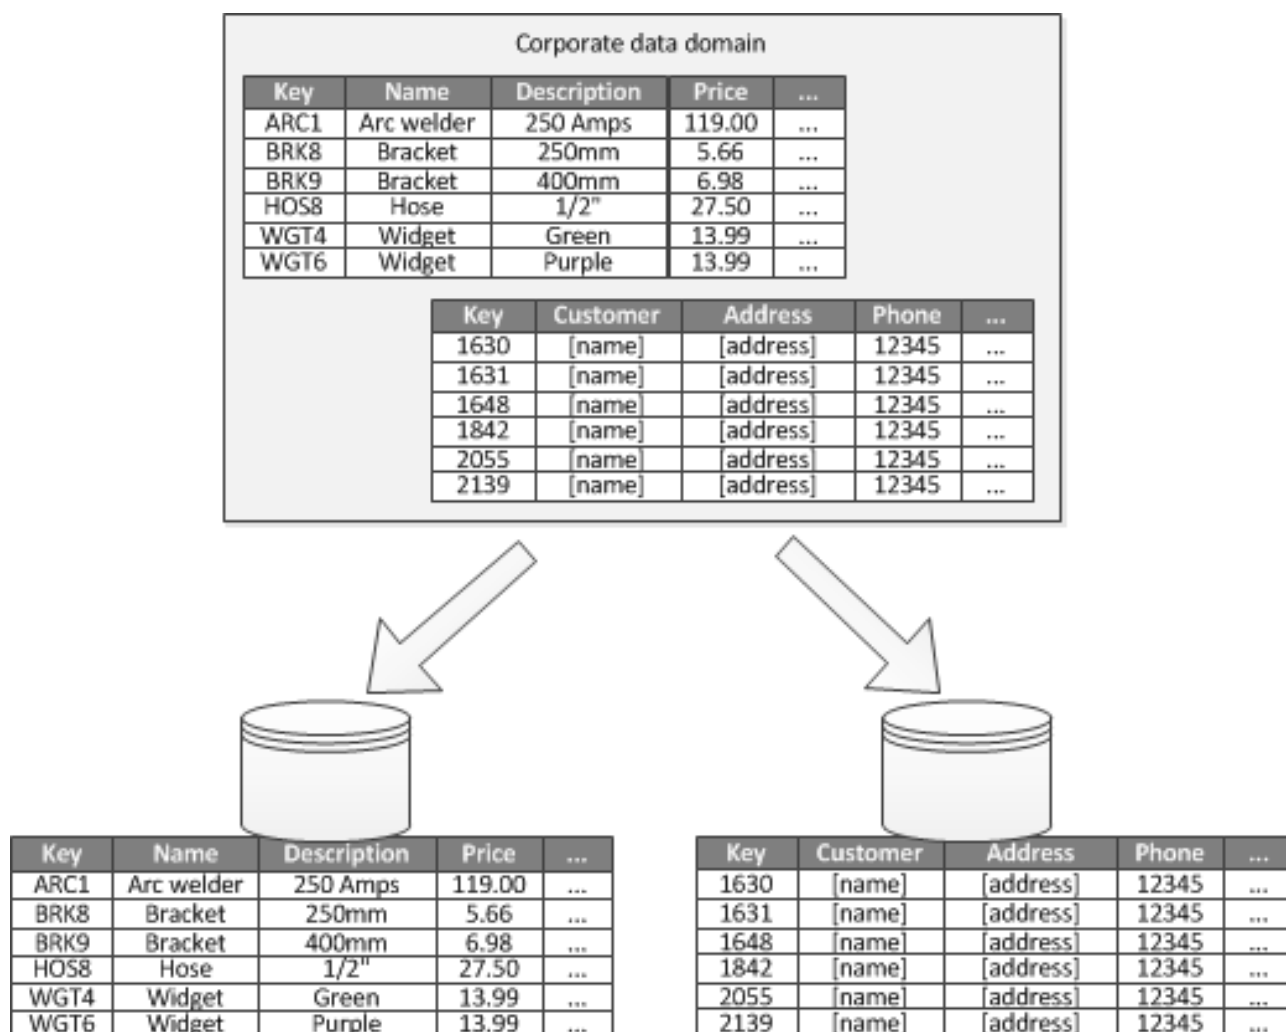 Corporate data domain
Key Name Description Price ...
ARC1 Arc welder 250 Amps 119.00 ...
BRK8 Bracket 250mm 5.66 ...
BRK9 Bracket 400mm 6.98 ...
HOS8 Hose 1/2" 27.50 ...
WGT4 Widget Green 13.99 ...
WGT6 Widget Purple 13.99 ...
Key Customer Address Phone ...
1630 [name] [address] 12345 ...
1631 [name] [address] 12345 ...
1648 [name] [address] 12345 ...
1842 [name] [address] 12345 ...
2055 [name] [address] 12345 ...
2139 [name] [address] 12345 ...
Key Name Description Price ...
ARC1 Arc welder 250 Amps 119.00 ...
BRK8 Bracket 250mm 5.66 ...
BRK9 Bracket 400mm 6.98 ...
HOS8 Hose 1/2" 27.50 ...
WGT4 Widget Green 13.99 ...
WGT6 Widget Purple 13.99 ...
Key Customer Address Phone ...
1630 [name] [address] 12345 ...
1631 [name] [address] 12345 ...
1648 [name] [address] 12345 ...
1842 [name] [address] 12345 ...
2055 [name] [address] 12345 ...
2139 [name] [address] 12345 ...